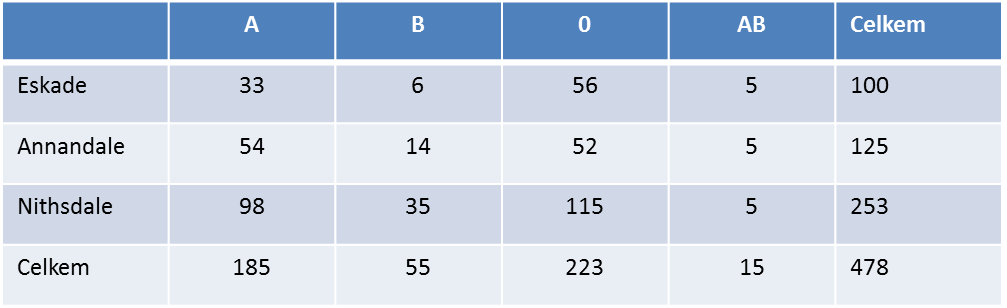 A B 0 AB Celkem
Eskade 33 6 56 5 100
Annandale 54 14 52 5 125
Nithsdale 98 35 115 5 253
Celkem 185 55 223 15 478